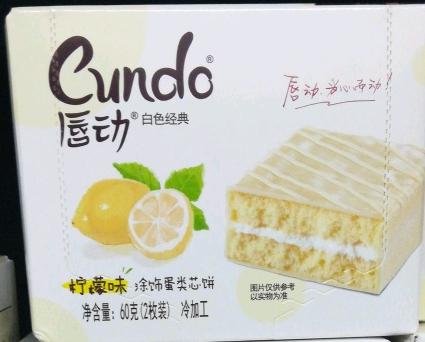 Cundo®
唇动®白色经典
唇动,为心而动!
柠檬味 涂饰蛋类芯饼
净含量:60克(2枚装) 冷加工
图片仅供参考
以实物为准